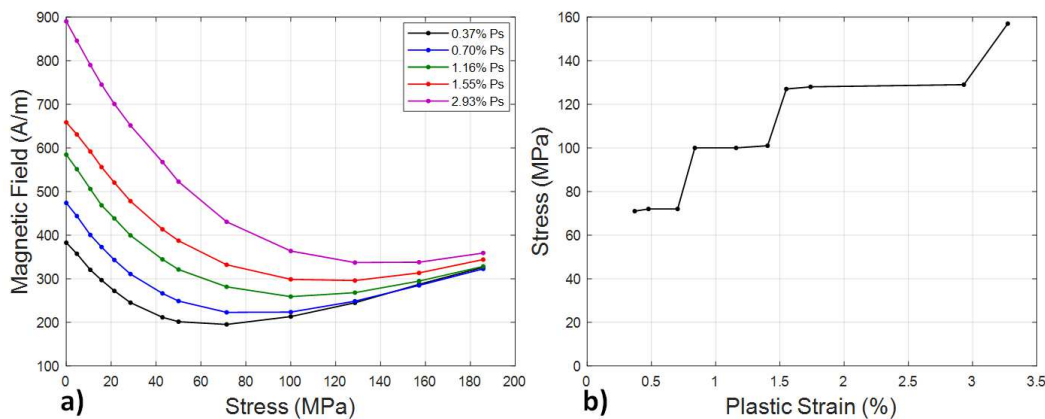 900
800
700
600
500
400
300
200
100
Magnetic Field (A/m)
0.37% Ps
0.70% Ps
1.16% Ps
1.55% Ps
2.93% Ps
0 20 40 60 80 100 120 140 160 180 200
a) Stress (MPa)
160
140
120
100
80
60
40
20
0
Stress (MPa)
0 0.5 1 1.5 2 2.5 3 3.5
b) Plastic Strain (%)